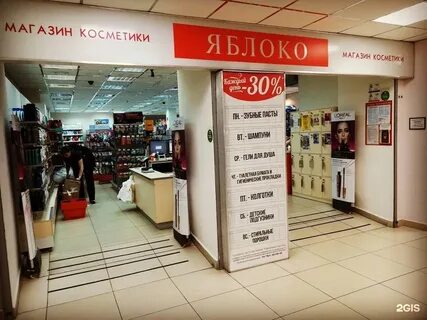 МАГАЗИН КОСМЕТИКИ
ЯБЛОКО
МАГАЗИН КОСМЕТИКИ
Каждый день -30%
ПН. - ЗУБНЫЕ ПАСТЫ
ВТ. - ШАМПУНИ
СР. - ГЕЛИ ДЛЯ ДУША
ЧТ. - ТУАЛЕТНАЯ БУМАГА И
ГИГИЕНИЧЕСКИЕ ПРОКЛАДКИ
ПТ. - КОЛГОТКИ
СБ. - ДЕТСКИЕ
ПОДГУЗНИКИ
ВС. - СТИРАЛЬНЫЕ
ПОРОШКИ
L'OREAL
2GIS